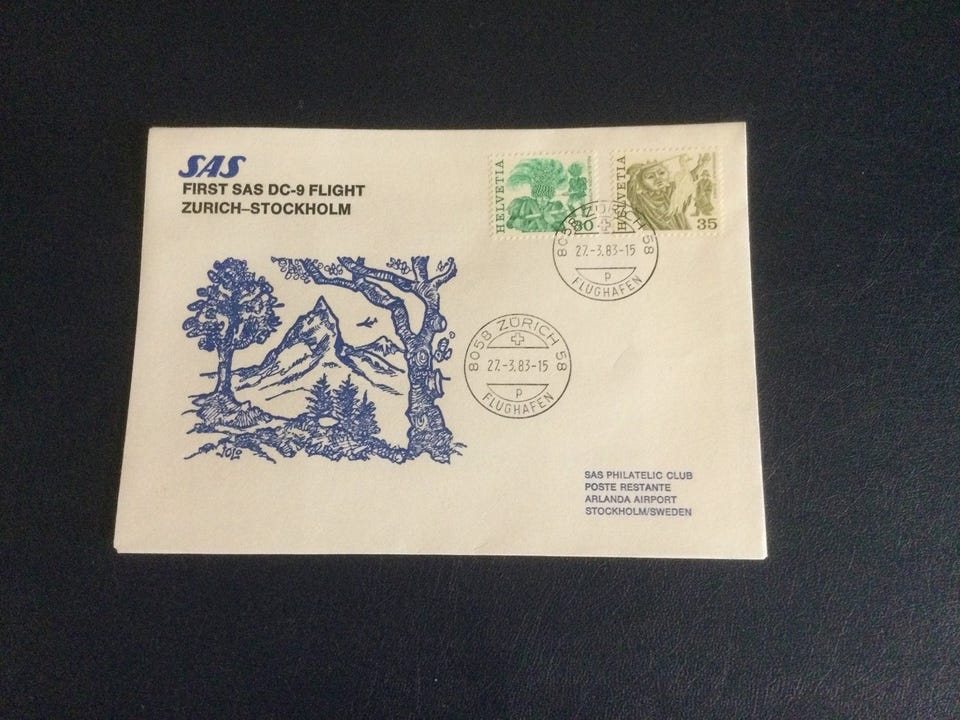 SAS
FIRST SAS DC-9 FLIGHT
ZURICH–STOCKHOLM
HELVETIA
HELVETIA
35
8058 ZÜRICH 58
27.-3.83-15
P
FLUGHAFEN
8058 ZÜRICH 58
27.-3.83-15
P
FLUGHAFEN
SAS PHILATELIC CLUB
POSTE RESTANTE
ARLANDA AIRPORT
STOCKHOLM/SWEDEN